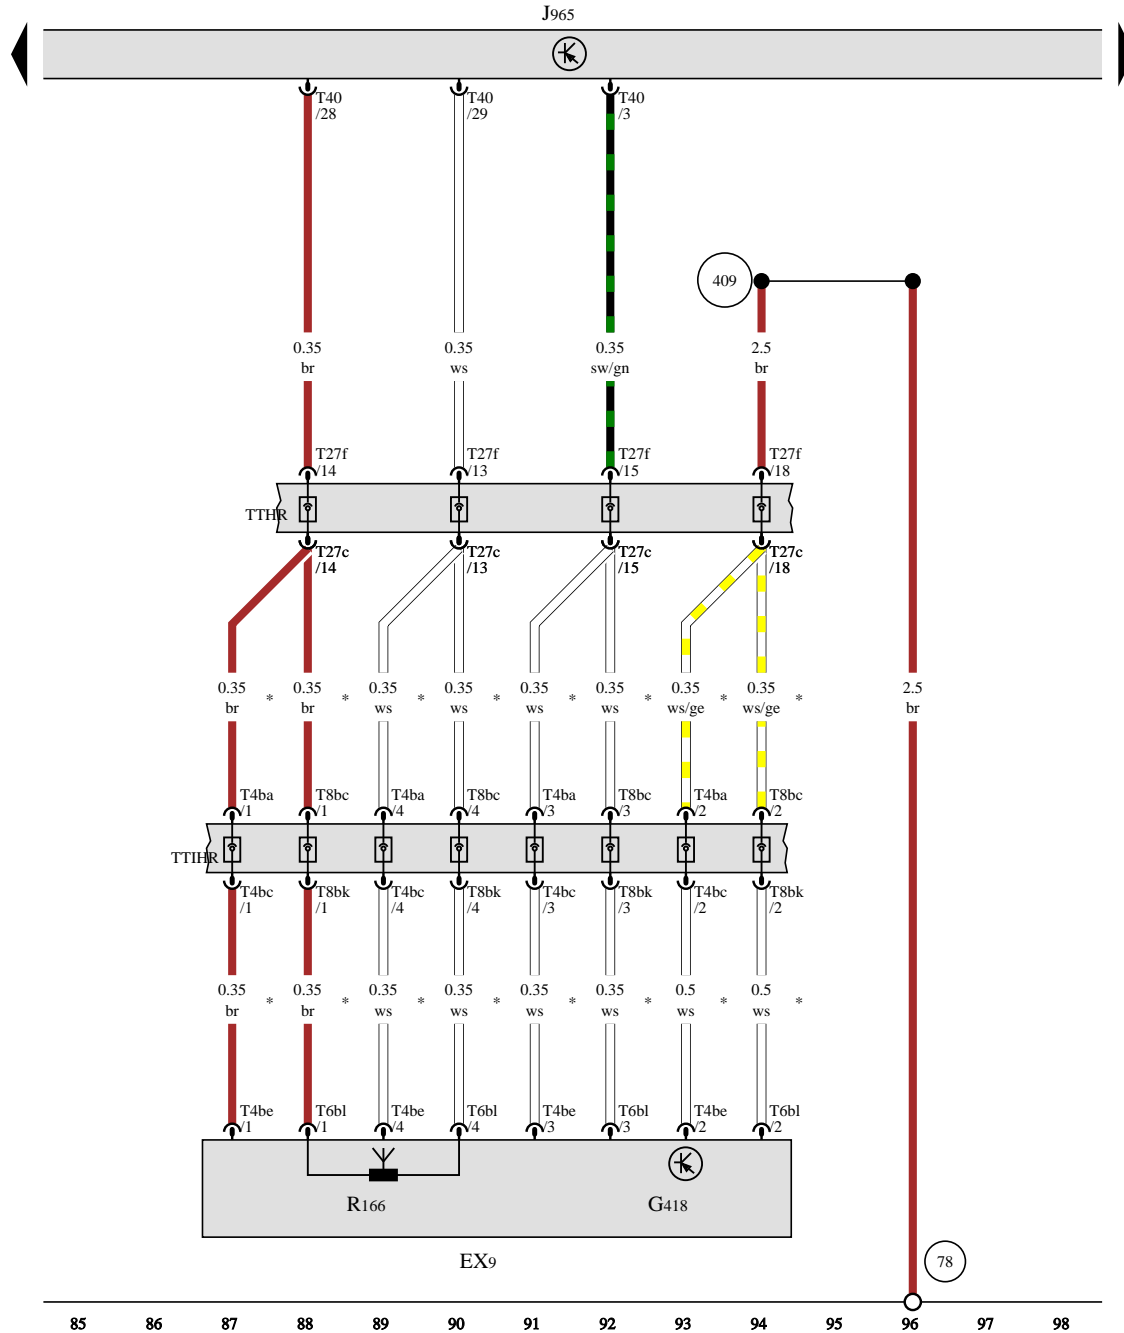 J965
T40 T40 T40
/28 /29 /3
409
0.35 0.35 0.35 2.5
br ws sw/gn br
T27f T27f T27f T27f
/14 /13 /15 /18
TTHR
T27c T27c T27c T27c
/14 /13 /15 /18
0.35 * 0.35 * 0.35 * 0.35 * 0.35 * 0.35 * 0.35 * 0.35 * 2.5
br br ws ws ws ws ws/ge ws/ge br
T4ba T8bc T4ba T8bc T4ba T8bc T4ba T8bc
/1 /1 /4 /4 /3 /3 /2 /2
TTIHR
T4bc T8bk T4bc T8bk T4bc T8bk T4bc T8bk
/1 /1 /4 /4 /3 /3 /2 /2
0.35 * 0.35 * 0.35 * 0.35 * 0.35 * 0.35 * 0.5 * 0.5 *
br br ws ws ws ws ws ws
T4be T6bl T4be T6bl T4be T6bl T4be T6bl
/1 /1 /4 /4 /3 /3 /2 /2
R166 G418
EX9
78
85 86 87 88 89 90 91 92 93 94 95 96 97 98